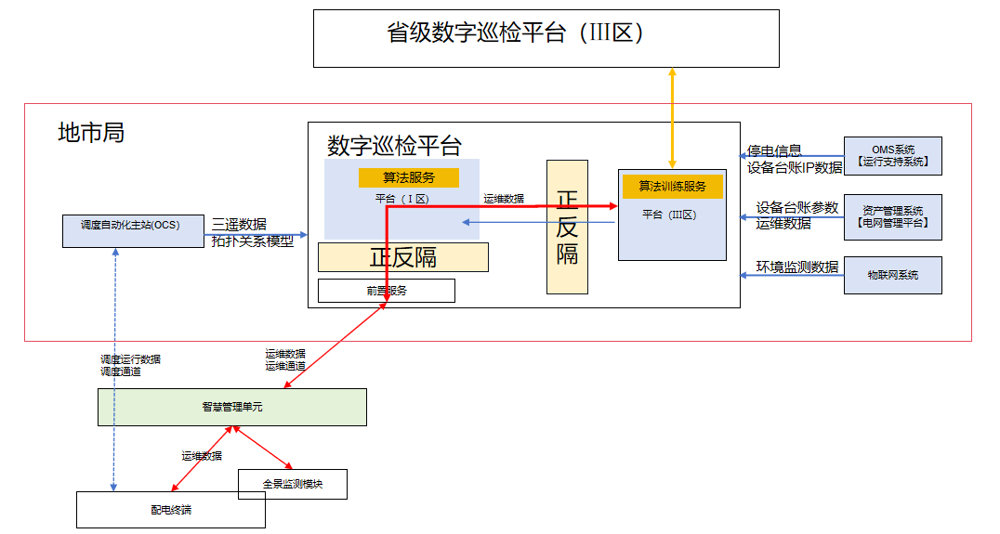 省级数字巡检平台（III区）
地市局
数字巡检平台
算法服务
平台（I区）
运维数据
正
反
隔
算法训练服务
平台（III区）
停电信息
设备台账IP数据
OMS系统
【运行支持系统】
设备台账参数
运维数据
资产管理系统
【电网管理平台】
环境监测数据
物联网系统
调度自动化主站(OCS)
三遥数据
拓扑关系模型
正反隔
前置服务
运维数据
运维通道
调度运行数据
调度通道
智慧管理单元
运维数据
全景监测模块
配电终端